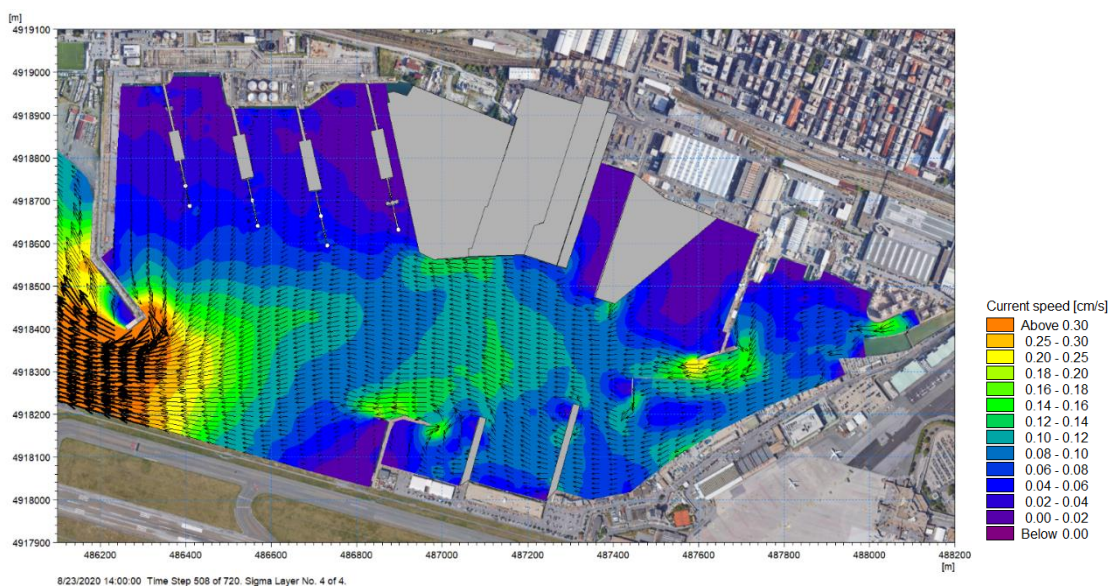 [m]
4919100
4919000
4918900
4918800
4918700
4918600
4918500
4918400
4918300
4918200
4918100
4918000
4917900
486200 486400 486600 486800 487000 487200 487400 487600 487800 488000 488200
[m]
8/23/2020 14:00:00 Time Step 508 of 720. Sigma Layer No. 4 of 4.
Current speed [cm/s]
Above 0.30
0.25 - 0.30
0.20 - 0.25
0.18 - 0.20
0.16 - 0.18
0.14 - 0.16
0.12 - 0.14
0.10 - 0.12
0.08 - 0.10
0.06 - 0.08
0.04 - 0.06
0.02 - 0.04
0.00 - 0.02
Below 0.00